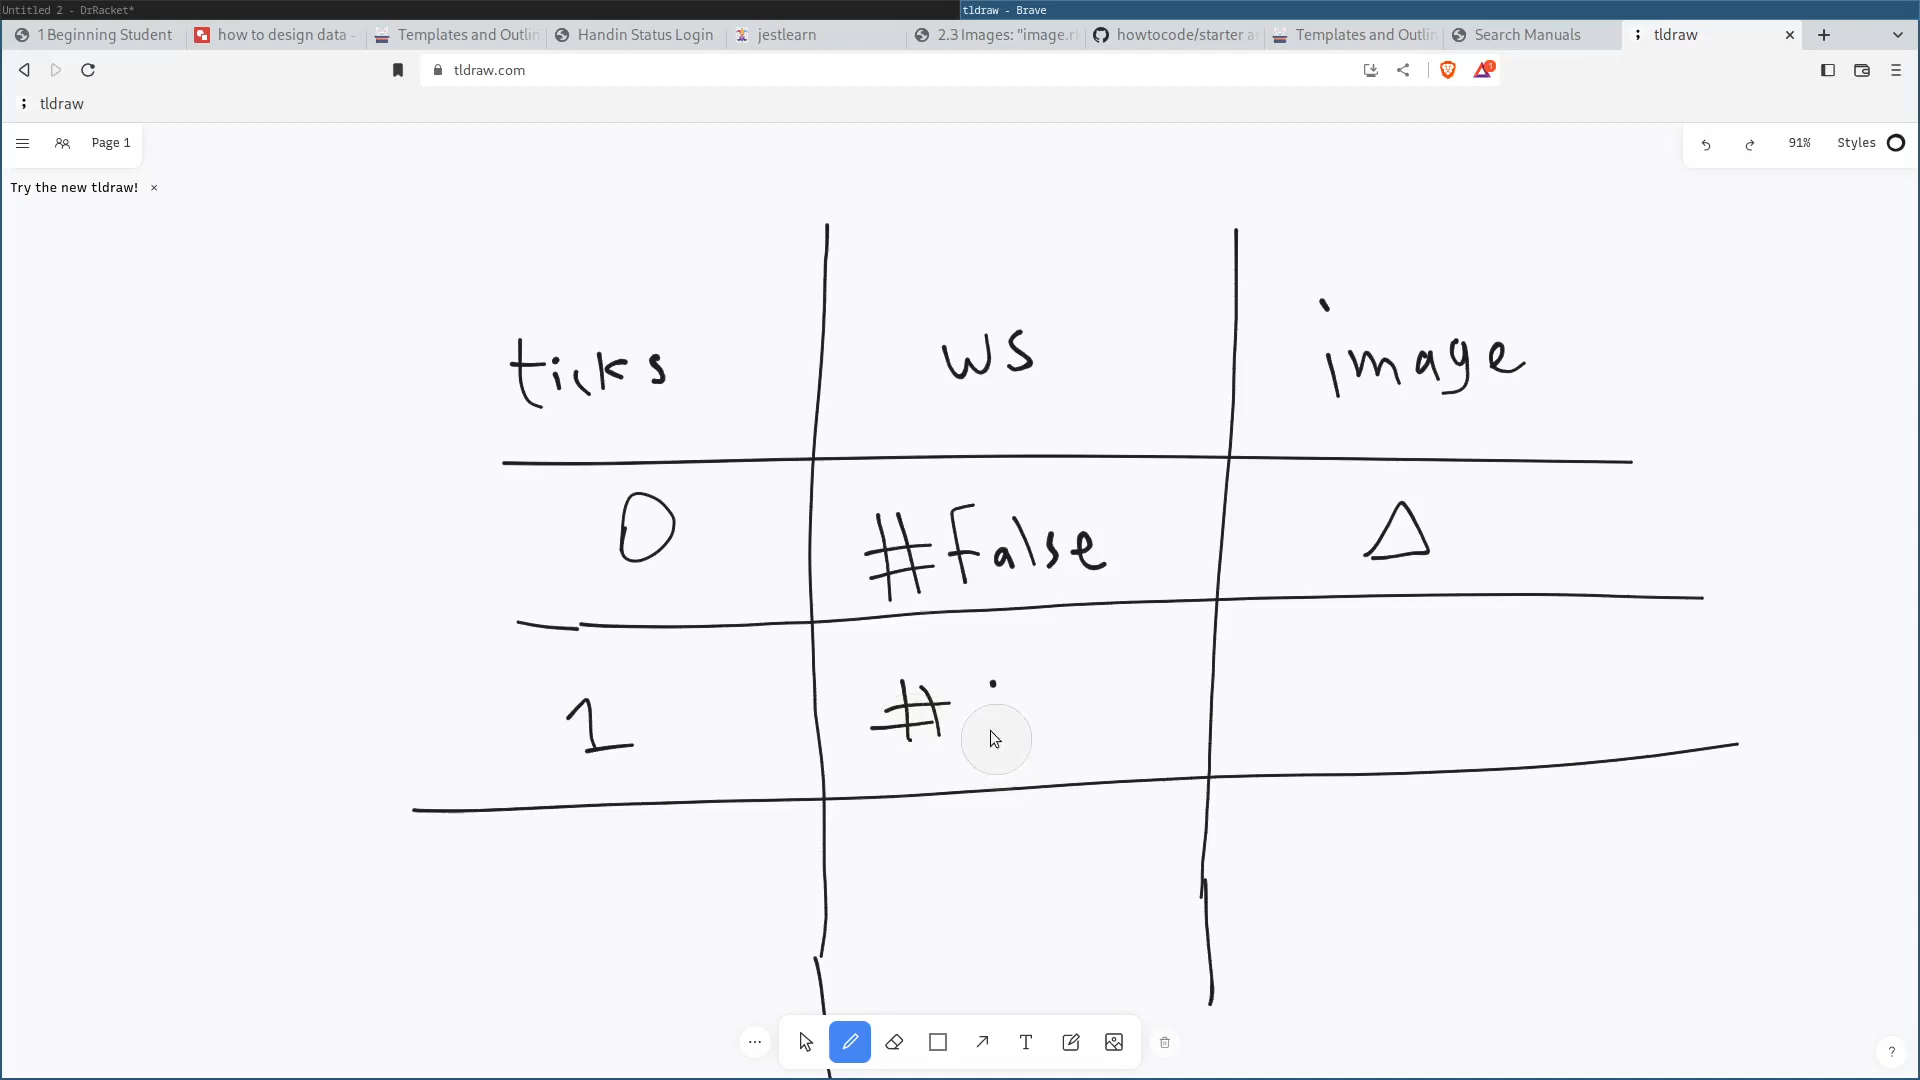 Untitled 2 - DrRacket*
tldraw - Brave
1 Beginning Student
how to design data -
Templates and Outlin
Handin Status Login
jestlearn
2.3 Images: "image.r
howtocode/starter a
Templates and Outlin
Search Manuals
tldraw
tldraw.com
1
tldraw
Page 1
91%
Styles
Try the new tldraw!
ticks ws image
0 #false Δ
1 #
T
?